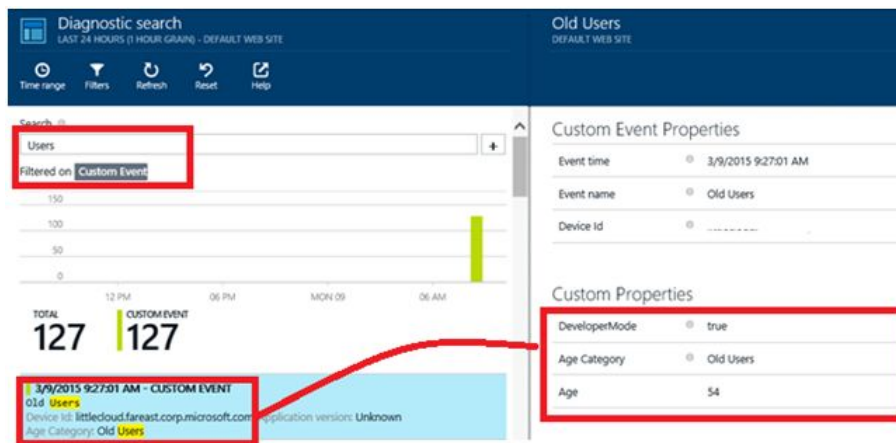 Diagnostic search
LAST 24 HOURS (1 HOUR GRAIN) - DEFAULT WEB SITE
Time range
Filters
Refresh
Reset
Help
Search
Users
+
Filtered on Custom Event
150
100
50
0
12 PM
06 PM
MON 09
06 AM
TOTAL
127
CUSTOM EVENT
127
3/9/2015 9:27:01 AM - CUSTOM EVENT
Old Users
Device Id: littlecloud.fareast.corp.microsoft.com Application version: Unknown
Age Category: Old Users
Old Users
DEFAULT WEB SITE
Custom Event Properties
Event time 3/9/2015 9:27:01 AM
Event name Old Users
Device Id
Custom Properties
DeveloperMode true
Age Category Old Users
Age 54